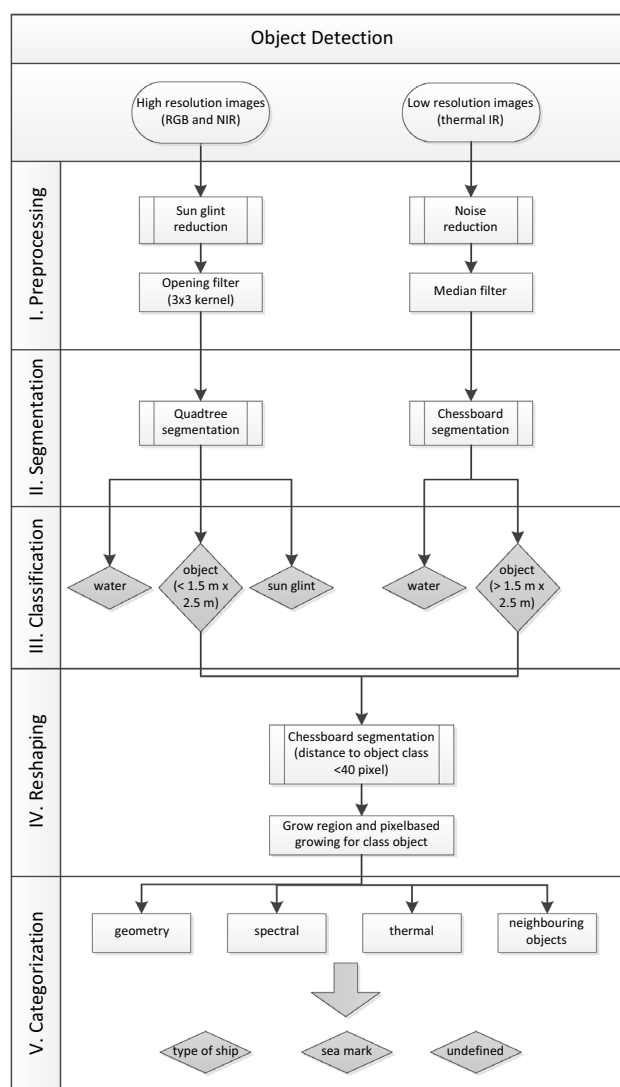 Object Detection
High resolution images
(RGB and NIR)
Low resolution images
(thermal IR)
I. Preprocessing
Sun glint
reduction
Noise
reduction
Opening filter
(3x3 kernel)
Median filter
II. Segmentation
Quadtree
segmentation
Chessboard
segmentation
III. Classification
water
object
(< 1.5 m x
2.5 m)
sun glint
water
object
(> 1.5 m x
2.5 m)
IV. Reshaping
Chessboard segmentation
(distance to object class
<40 pixel)
Grow region and pixelbased
growing for class object
V. Categorization
geometry
spectral
thermal
neighbouring
objects
type of ship
sea mark
undefined